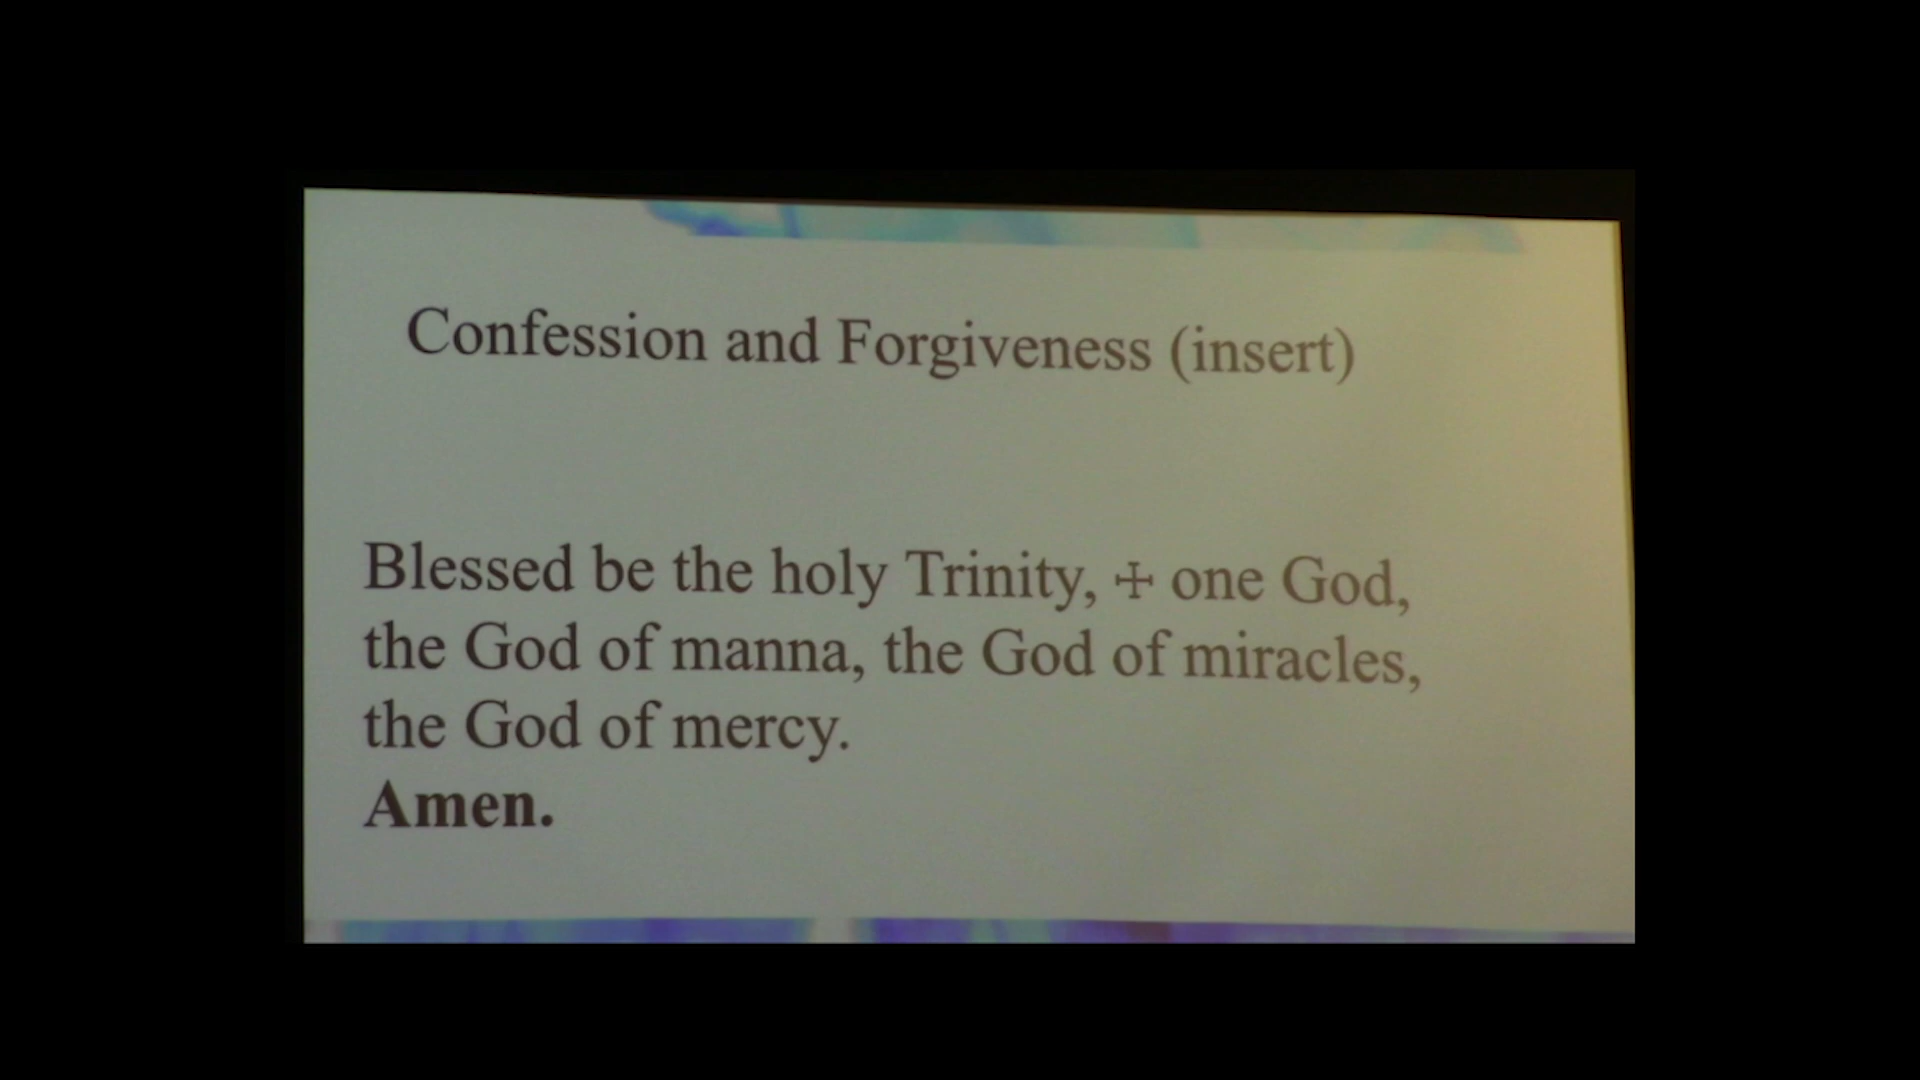 Confession and Forgiveness (insert)
Blessed be the holy Trinity, ☩ one God,
the God of manna, the God of miracles,
the God of mercy.
Amen.